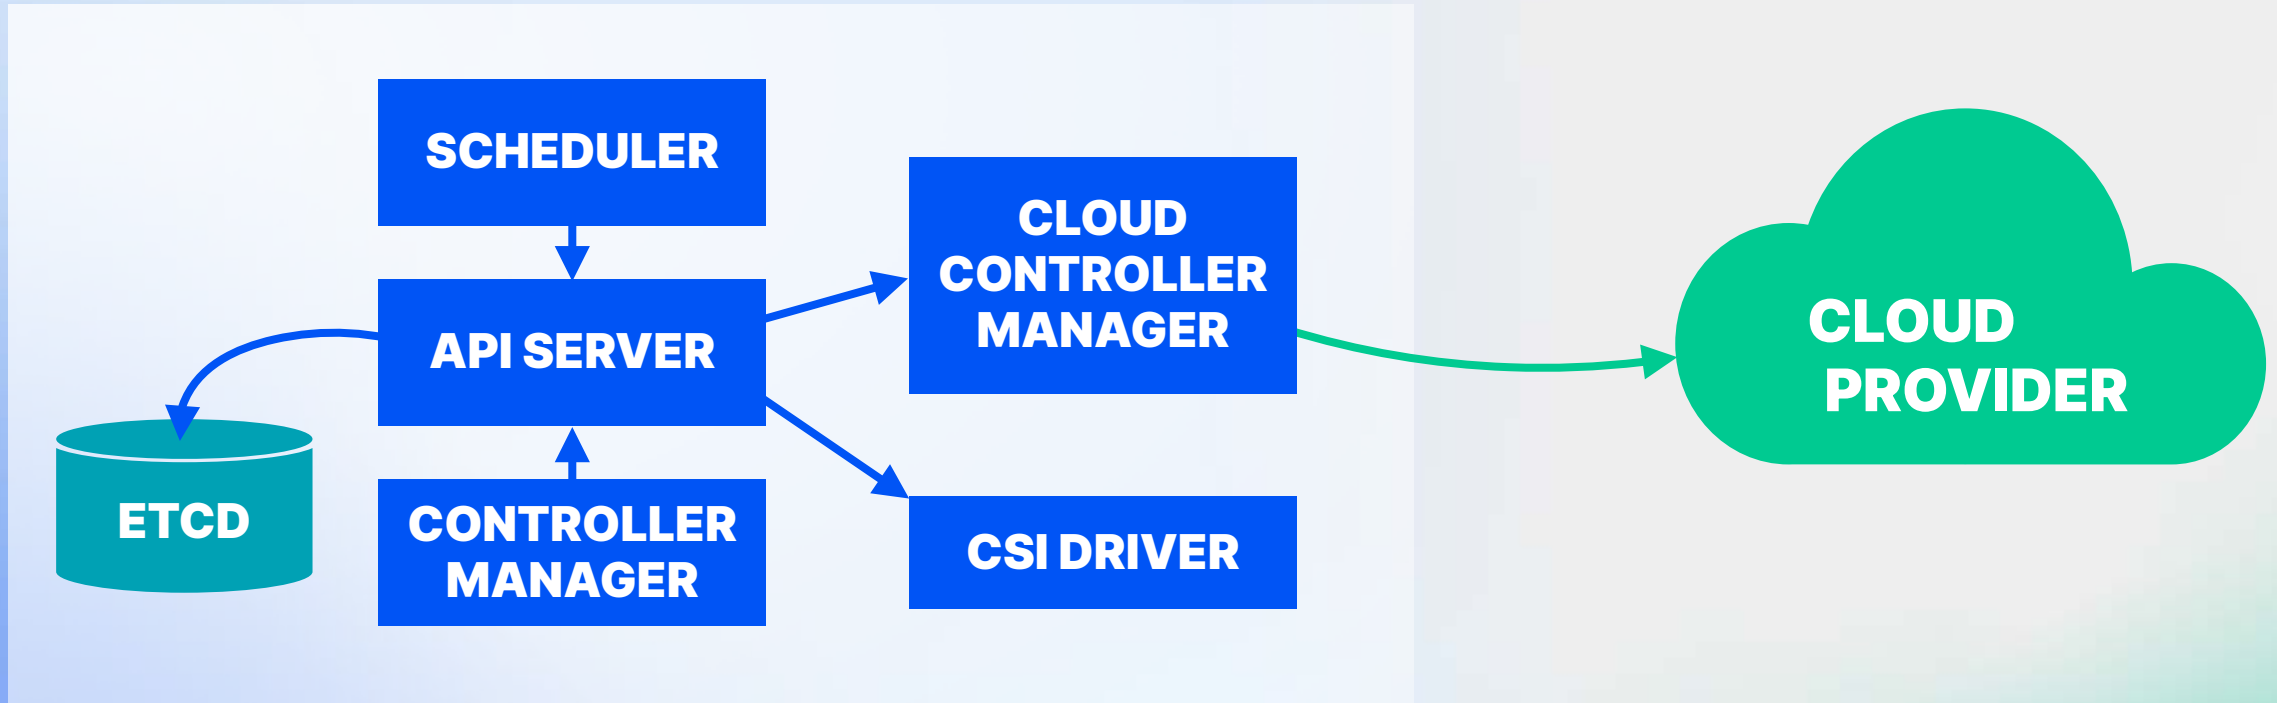 SCHEDULER
API SERVER
CONTROLLER
MANAGER
ETCD
CLOUD
CONTROLLER
MANAGER
CSI DRIVER
CLOUD
PROVIDER